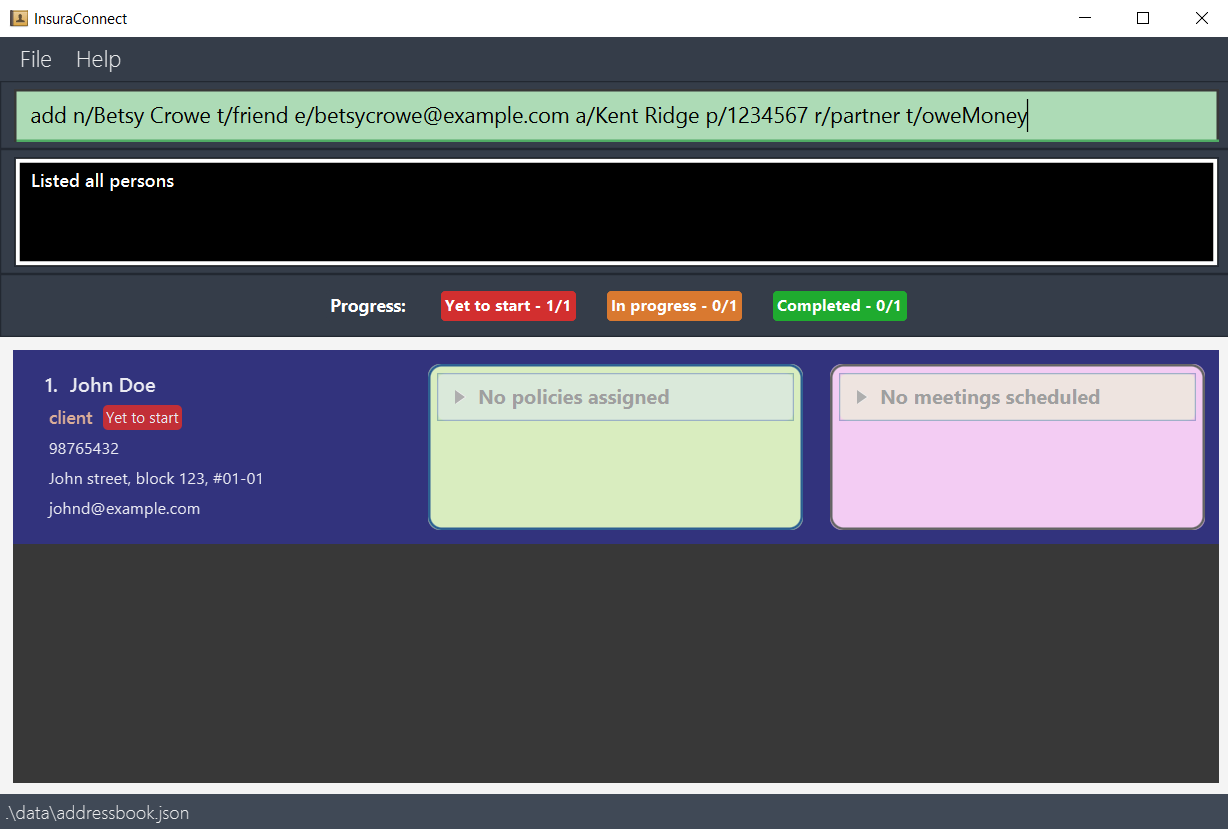 InsuraConnect
File Help
add n/Betsy Crowe t/friend e/betsycrowe@example.com a/Kent Ridge p/1234567 r/partner t/oweMoney
Listed all persons
Progress: Yet to start - 1/1 In progress - 0/1 Completed - 0/1
1. John Doe
client Yet to start
98765432
John street, block 123, #01-01
johnd@example.com
No policies assigned
No meetings scheduled
.\data\addressbook.json